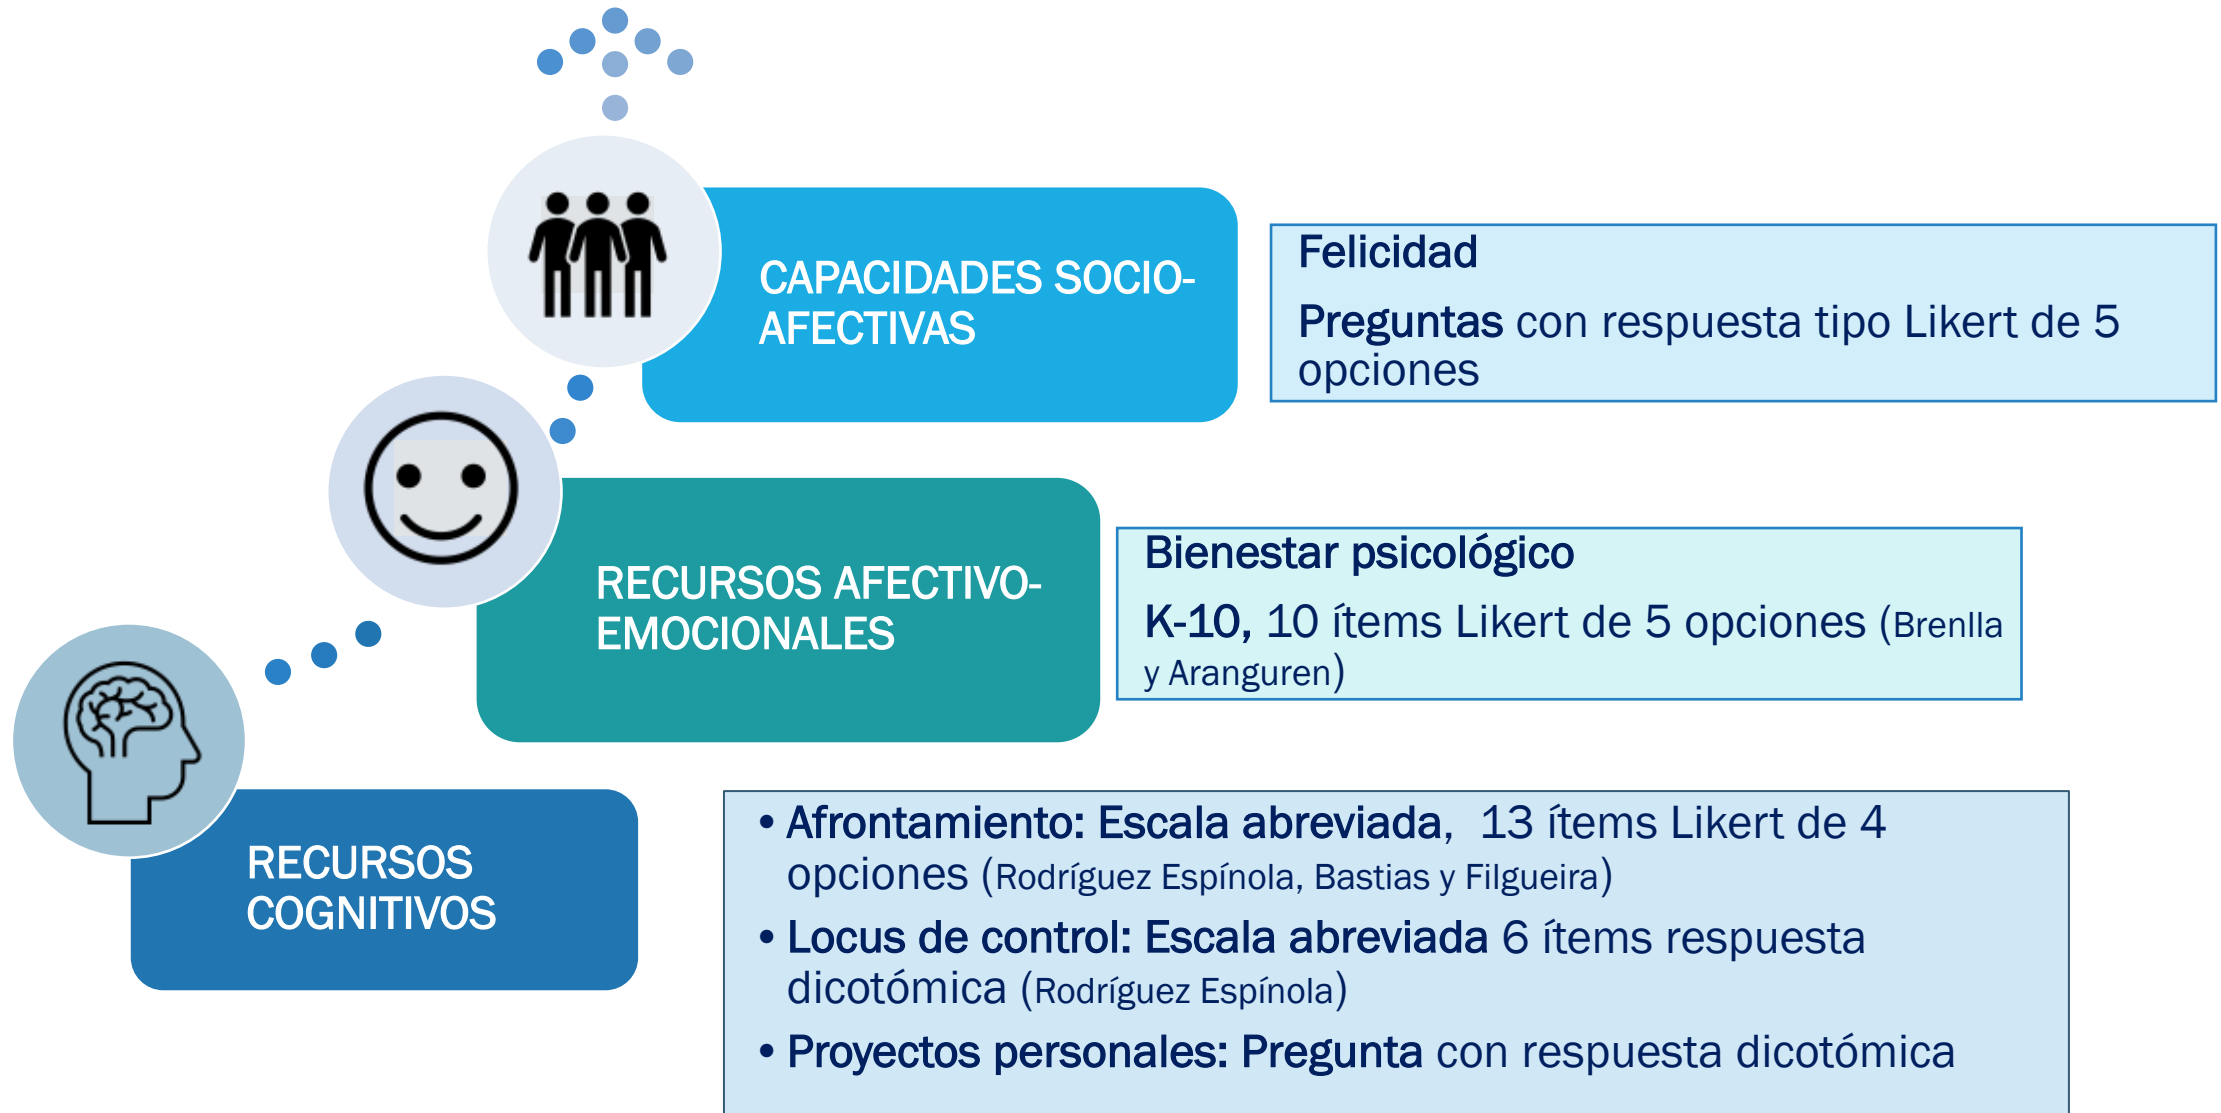 CAPACIDADES SOCIO-
AFECTIVAS
Felicidad
Preguntas con respuesta tipo Likert de 5
opciones
RECURSOS AFECTIVO-
EMOCIONALES
Bienestar psicológico
K-10, 10 ítems Likert de 5 opciones (Brenlla
y Aranguren)
RECURSOS
COGNITIVOS
• Afrontamiento: Escala abreviada, 13 ítems Likert de 4
opciones (Rodríguez Espínola, Bastias y Filgueira)
• Locus de control: Escala abreviada 6 ítems respuesta
dicotómica (Rodríguez Espínola)
• Proyectos personales: Pregunta con respuesta dicotómica